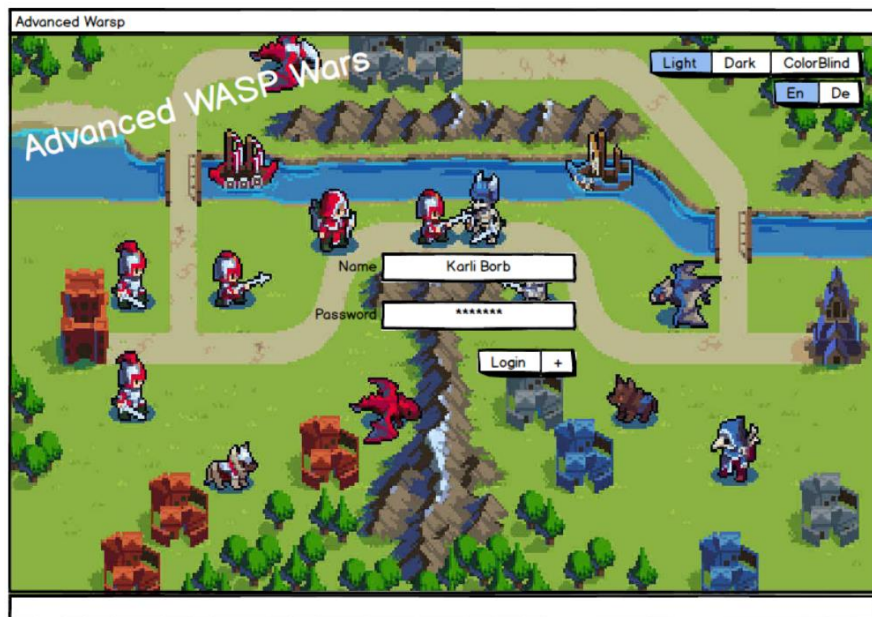 Advanced Warsp
Advanced WASP Wars
Light Dark ColorBlind
En De
Name Karli Borb
Password *******
Login +